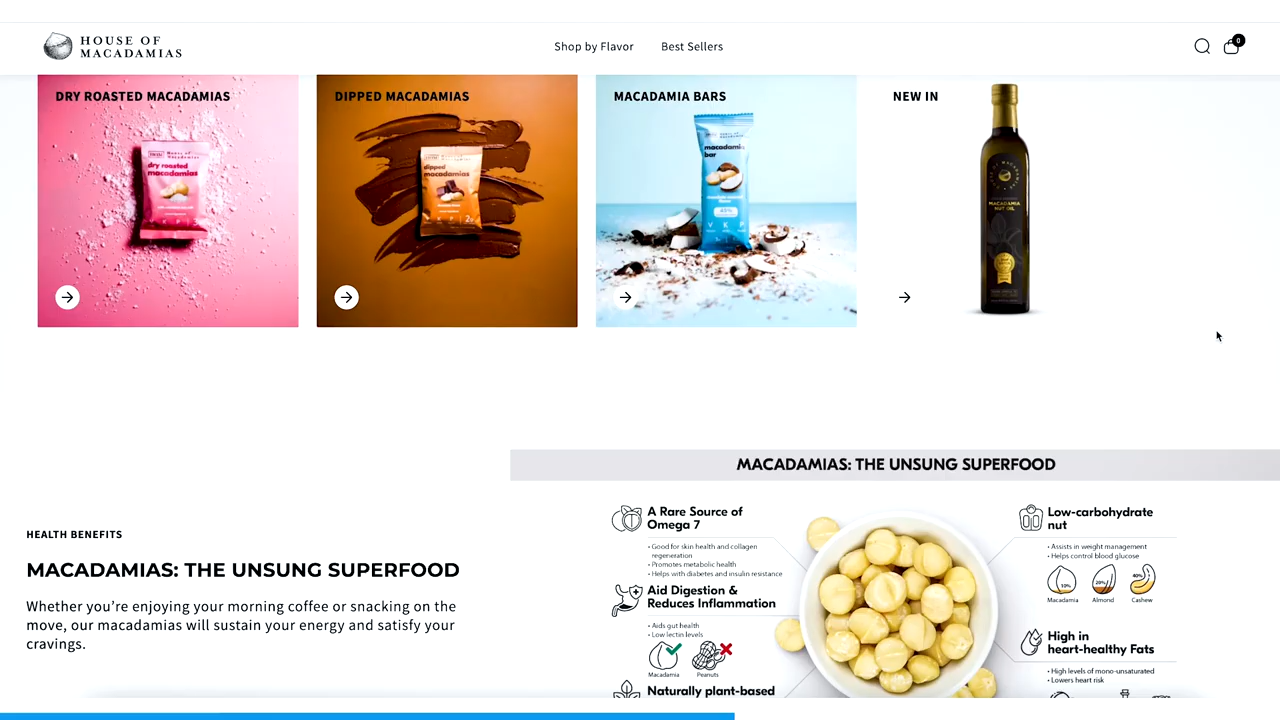 HOUSE OF
MACADAMIAS
Shop by Flavor
Best Sellers
0
DRY ROASTED MACADAMIAS
DIPPED MACADAMIAS
MACADAMIA BARS
NEW IN
dry roasted
macadamias
dipped
macadamias
macadamia
bar
45%
V K P
MACADAMIA
NUT OIL
MACADAMIAS: THE UNSUNG SUPERFOOD
HEALTH BENEFITS
MACADAMIAS: THE UNSUNG SUPERFOOD
Whether you're enjoying your morning coffee or snacking on the
move, our macadamias will sustain your energy and satisfy your
cravings.
A Rare Source of
Omega 7
• Good for skin health and collagen
regeneration
• Promotes metabolic health
• Helps with diabetes and insulin resistance
Aid Digestion &
Reduces Inflammation
• Aids gut health
• Low lectin levels
Macadamia
Peanuts
Naturally plant-based
Low-carbohydrate
nut
• Assists in weight management
• Helps control blood glucose
10%
20%
40%
Macadamia
Almond
Cashew
High in
heart-healthy Fats
• High levels of mono-unsaturated
• Lowers heart risk